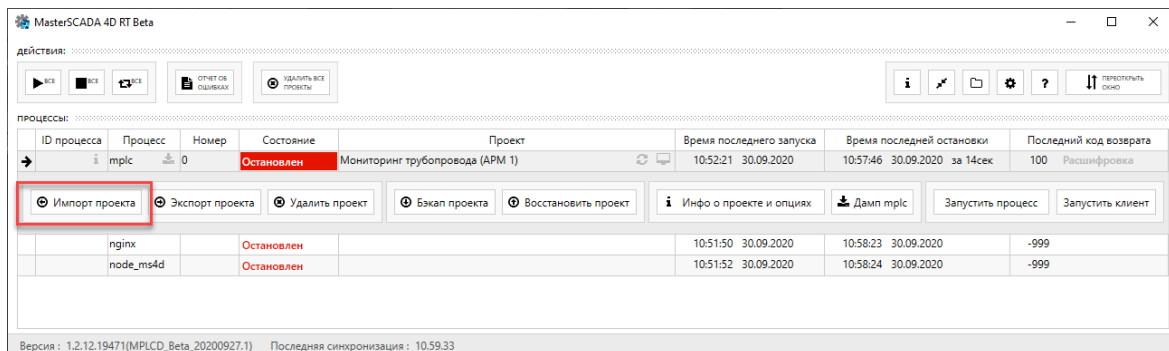 MasterSCADA 4D RT Beta
ДЕЙСТВИЯ:
ВСЕ ВСЕ ВСЕ ОТЧЕТ ОБ ОШИБКАХ УДАЛИТЬ ВСЕ ПРОЕКТЫ i ? ПЕРЕОТКРЫТЬ ОКНО
ПРОЦЕССЫ:
ID процесса Процесс Номер Состояние Проект Время последнего запуска Время последней остановки Последний код возврата
i mplc 0 Остановлен Мониторинг трубопровода (АРМ 1) 10:52:21 30.09.2020 10:57:46 30.09.2020 за 14сек 100 Расшифровка
Импорт проекта Экспорт проекта Удалить проект Бэкап проекта Восстановить проект i Инфо о проекте и опциях Дамп mplc Запустить процесс Запустить клиент
nginx Остановлен 10:51:50 30.09.2020 10:58:23 30.09.2020 -999
node_ms4d Остановлен 10:51:52 30.09.2020 10:58:24 30.09.2020 -999
Версия : 1.2.12.19471(MPLCD_Beta_20200927.1) Последняя синхронизация : 10.59.33